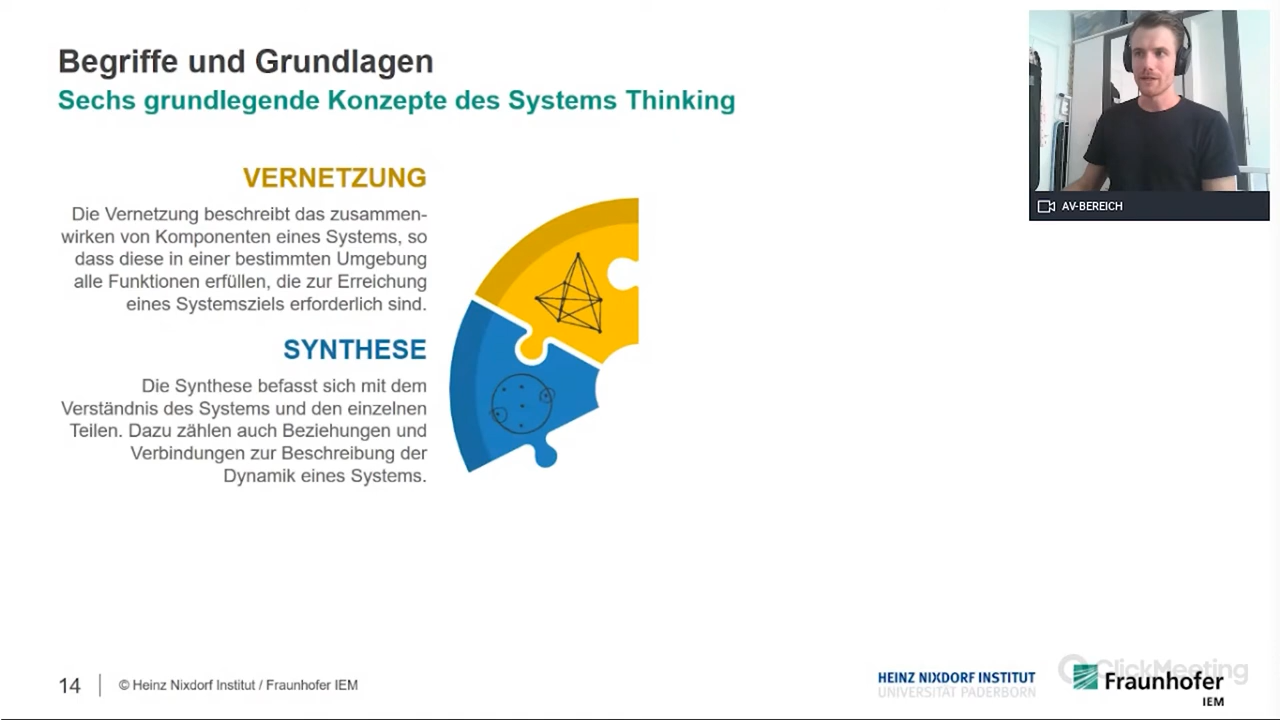 Begriffe und Grundlagen
Sechs grundlegende Konzepte des Systems Thinking
VERNETZUNG
Die Vernetzung beschreibt das zusammen-
wirken von Komponenten eines Systems, so
dass diese in einer bestimmten Umgebung
alle Funktionen erfüllen, die zur Erreichung
eines Systemsziels erforderlich sind.
SYNTHESE
Die Synthese befasst sich mit dem
Verständnis des Systems und den einzelnen
Teilen. Dazu zählen auch Beziehungen und
Verbindungen zur Beschreibung der
Dynamik eines Systems.
AV-BEREICH
14
© Heinz Nixdorf Institut / Fraunhofer IEM
HEINZ NIXDORF INSTITUT
UNIVERSITÄT PADERBORN
ClickMeeting
Fraunhofer
IEM